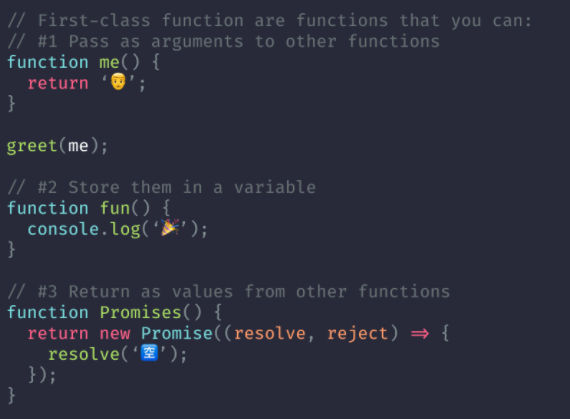 // First-class function are functions that you can:
// #1 Pass as arguments to other functions
function me() {
  return ‘👨’;
}

greet(me);

// #2 Store them in a variable
function fun() {
  console.log(‘🎉’);
}

// #3 Return as values from other functions
function Promises() {
  return new Promise((resolve, reject) => {
    resolve(‘🈳’);
  });
}